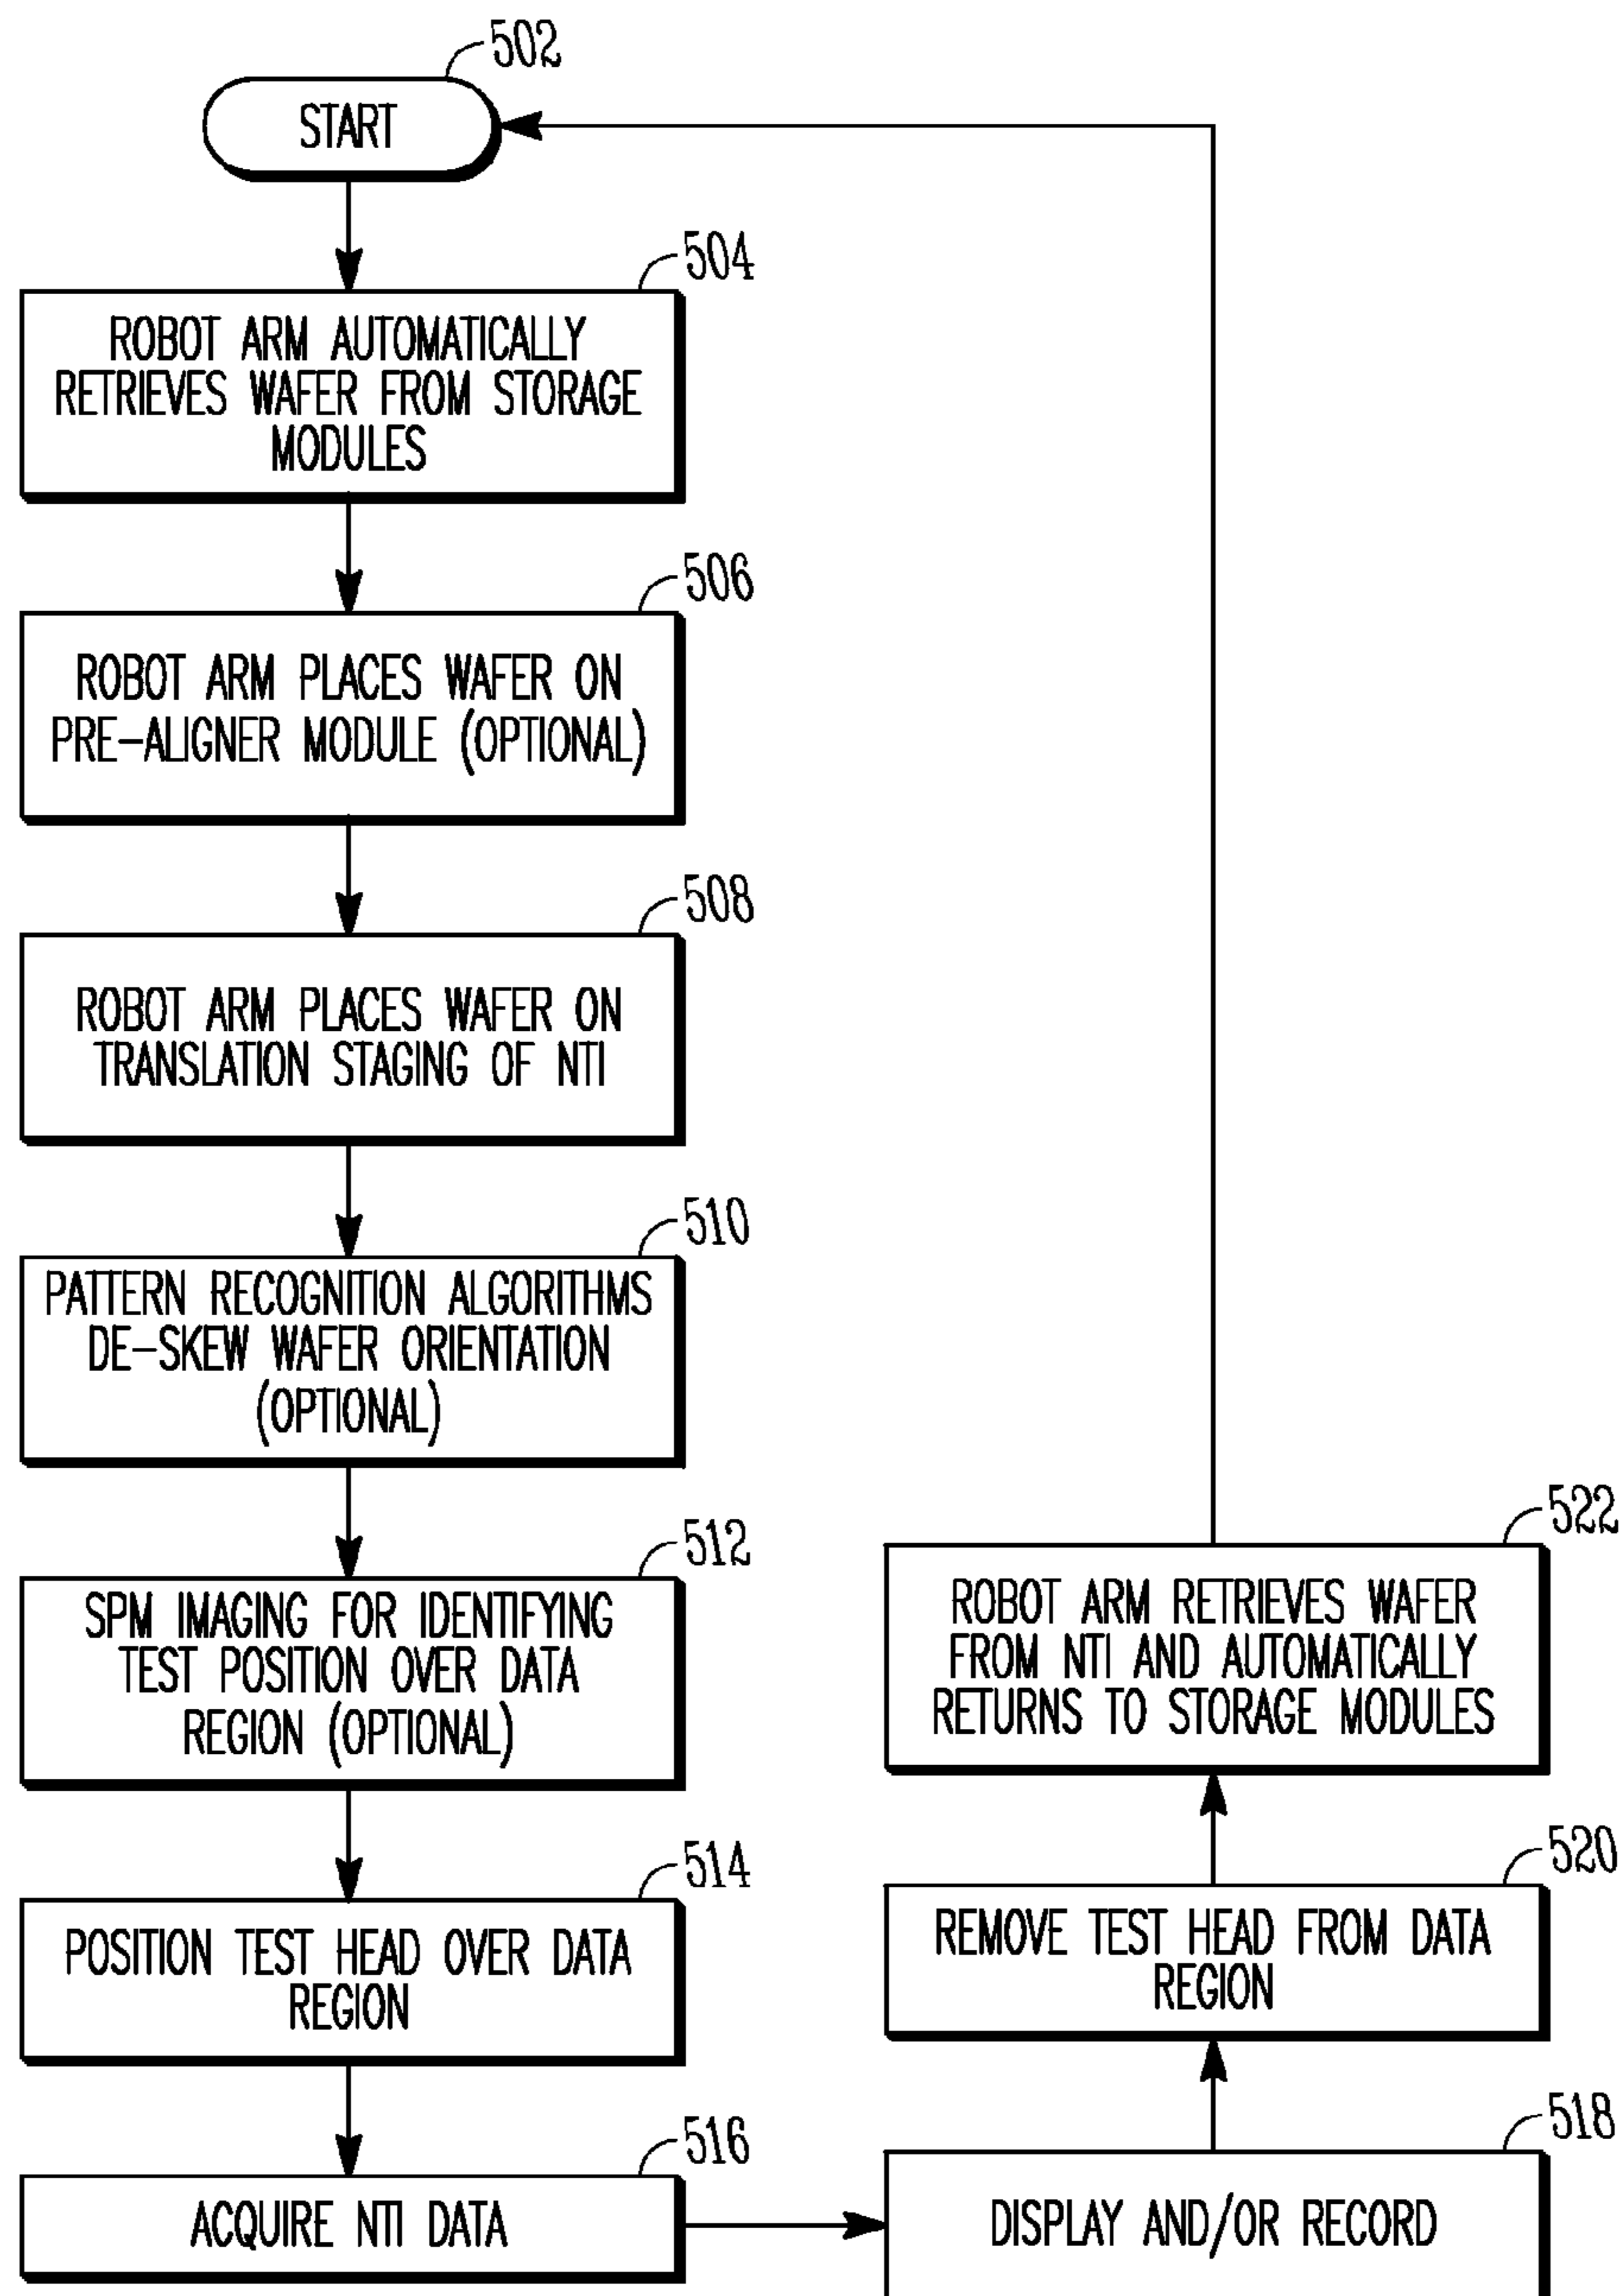 502
START
504
ROBOT ARM AUTOMATICALLY
RETRIEVES WAFER FROM STORAGE
MODULES
506
ROBOT ARM PLACES WAFER ON
PRE-ALIGNER MODULE (OPTIONAL)
508
ROBOT ARM PLACES WAFER ON
TRANSLATION STAGING OF NTI
510
PATTERN RECOGNITION ALGORITHMS
DE-SKEW WAFER ORIENTATION
(OPTIONAL)
512
SPM IMAGING FOR IDENTIFYING
TEST POSITION OVER DATA
REGION (OPTIONAL)
514
POSITION TEST HEAD OVER DATA
REGION
516
ACQUIRE NTI DATA
518
DISPLAY AND/OR RECORD
520
REMOVE TEST HEAD FROM DATA
REGION
522
ROBOT ARM RETRIEVES WAFER
FROM NTI AND AUTOMATICALLY
RETURNS TO STORAGE MODULES